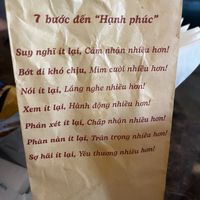 7 bước đến "Hạnh phúc"
Suy nghĩ ít lại, Cảm nhận nhiều hơn!
Bớt đi khó chịu, Mỉm cười nhiều hơn!
Nói ít lại, Lắng nghe nhiều hơn!
Xem ít lại, Hành động nhiều hơn!
Phán xét ít lại, Chấp nhận nhiều hơn!
Phàn nàn ít lại, Trân trọng nhiều hơn!
Sợ hãi ít lại, Yêu thương nhiều hơn!